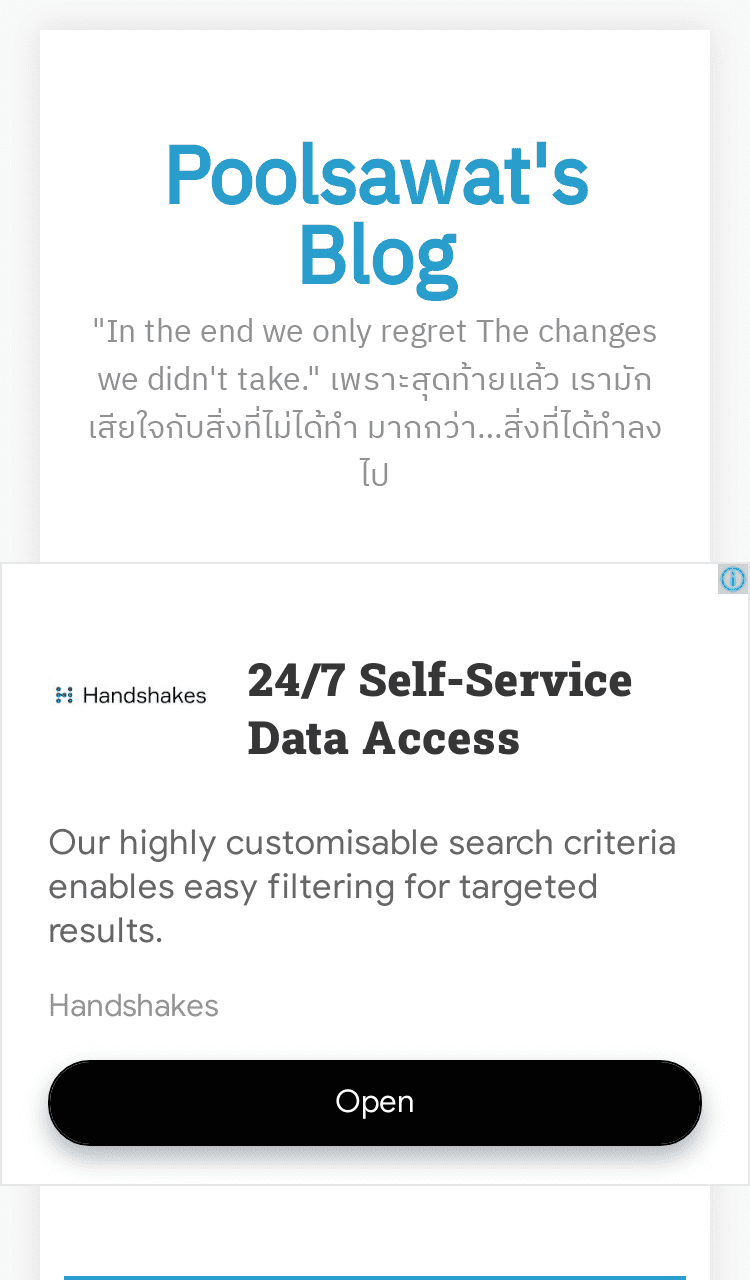 Poolsawat's
Blog
"In the end we only regret The changes
we didn't take." เพราะสุดท้ายแล้ว เรามัก
เสียใจกับสิ่งที่ไม่ได้ทำ มากกว่า...สิ่งที่ได้ทำลง
ไป
Handshakes
24/7 Self-Service
Data Access
Our highly customisable search criteria
enables easy filtering for targeted
results.
Handshakes
Open